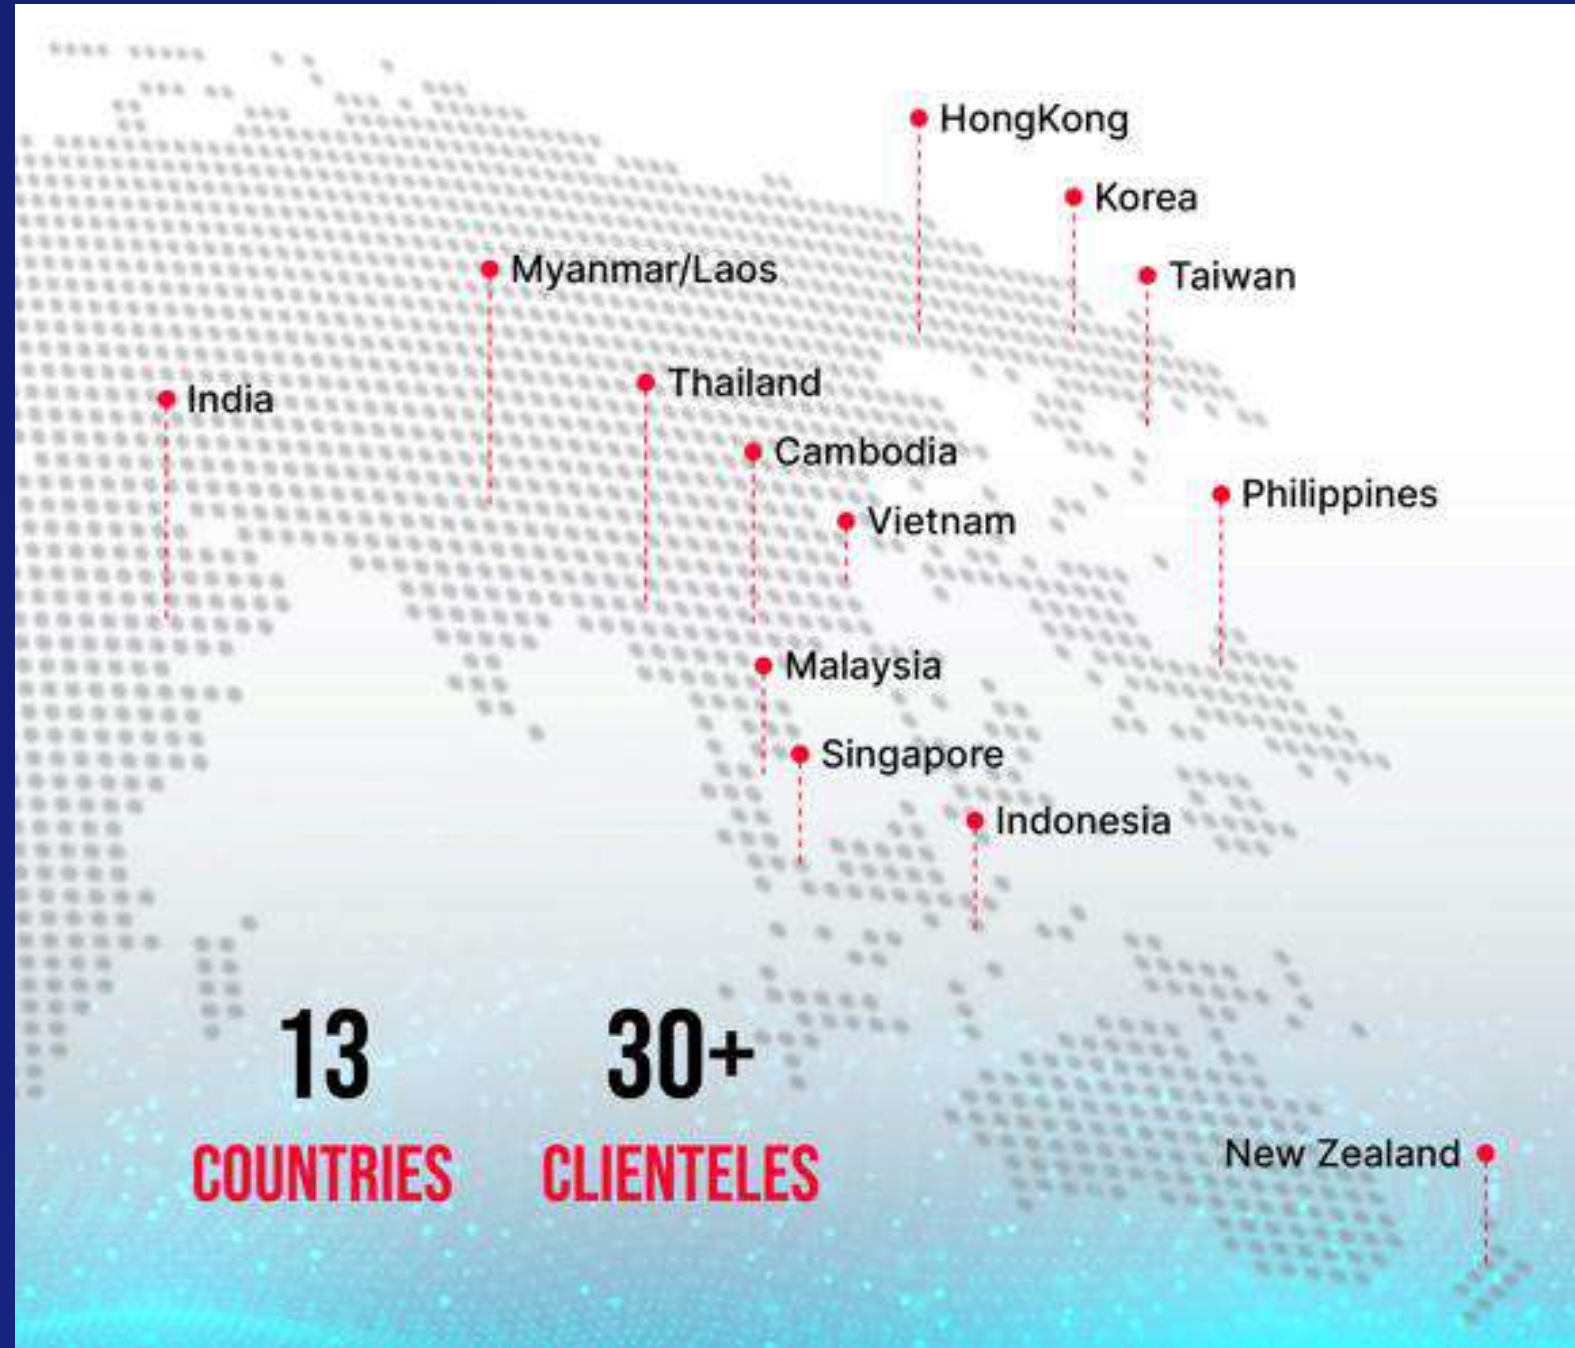 HongKong
Korea
Myanmar/Laos
Taiwan
Thailand
India
Cambodia
Philippines
Vietnam
Malaysia
Singapore
Indonesia
13
COUNTRIES
30+
CLIENTELES
New Zealand